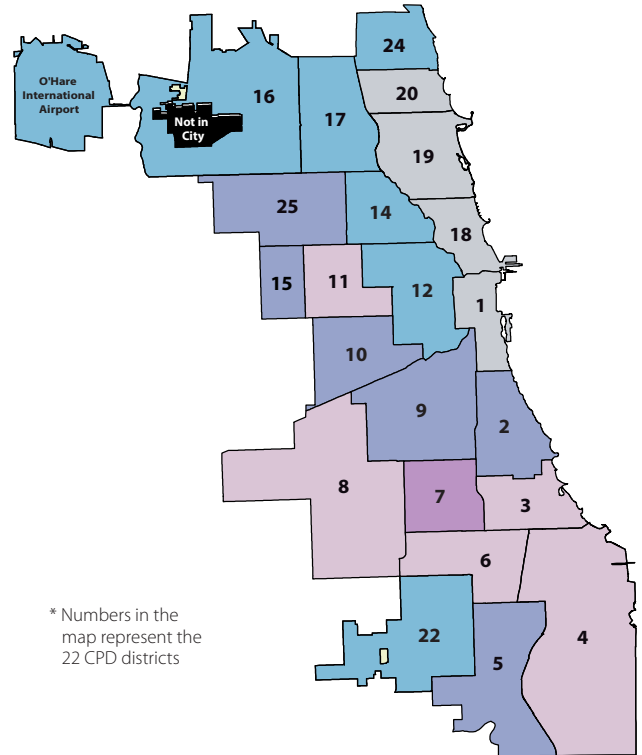 24
O'Hare
International
Airport
16
20
17
Not in
City
19
25
14
18
15
11
12
1
10
9
2
8
7
3
6
* Numbers in the
map represent the
22 CPD districts
22
4
5